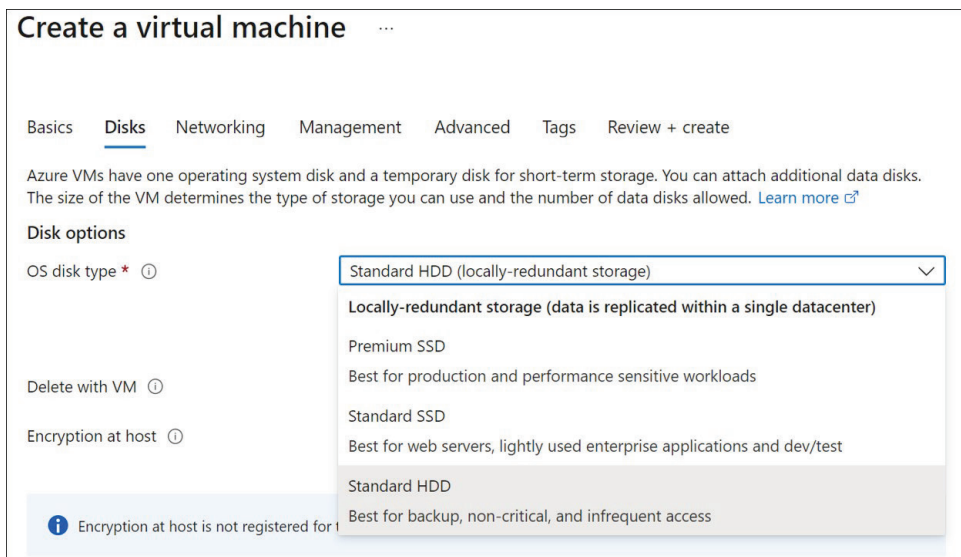 Create a virtual machine ...
Basics Disks Networking Management Advanced Tags Review + create
Azure VMs have one operating system disk and a temporary disk for short-term storage. You can attach additional data disks.
The size of the VM determines the type of storage you can use and the number of data disks allowed. Learn more
Disk options
OS disk type * Standard HDD (locally-redundant storage)
Locally-redundant storage (data is replicated within a single datacenter)
Premium SSD
Best for production and performance sensitive workloads
Delete with VM
Standard SSD
Encryption at host
Best for web servers, lightly used enterprise applications and dev/test
Standard HDD
Best for backup, non-critical, and infrequent access
Encryption at host is not registered for